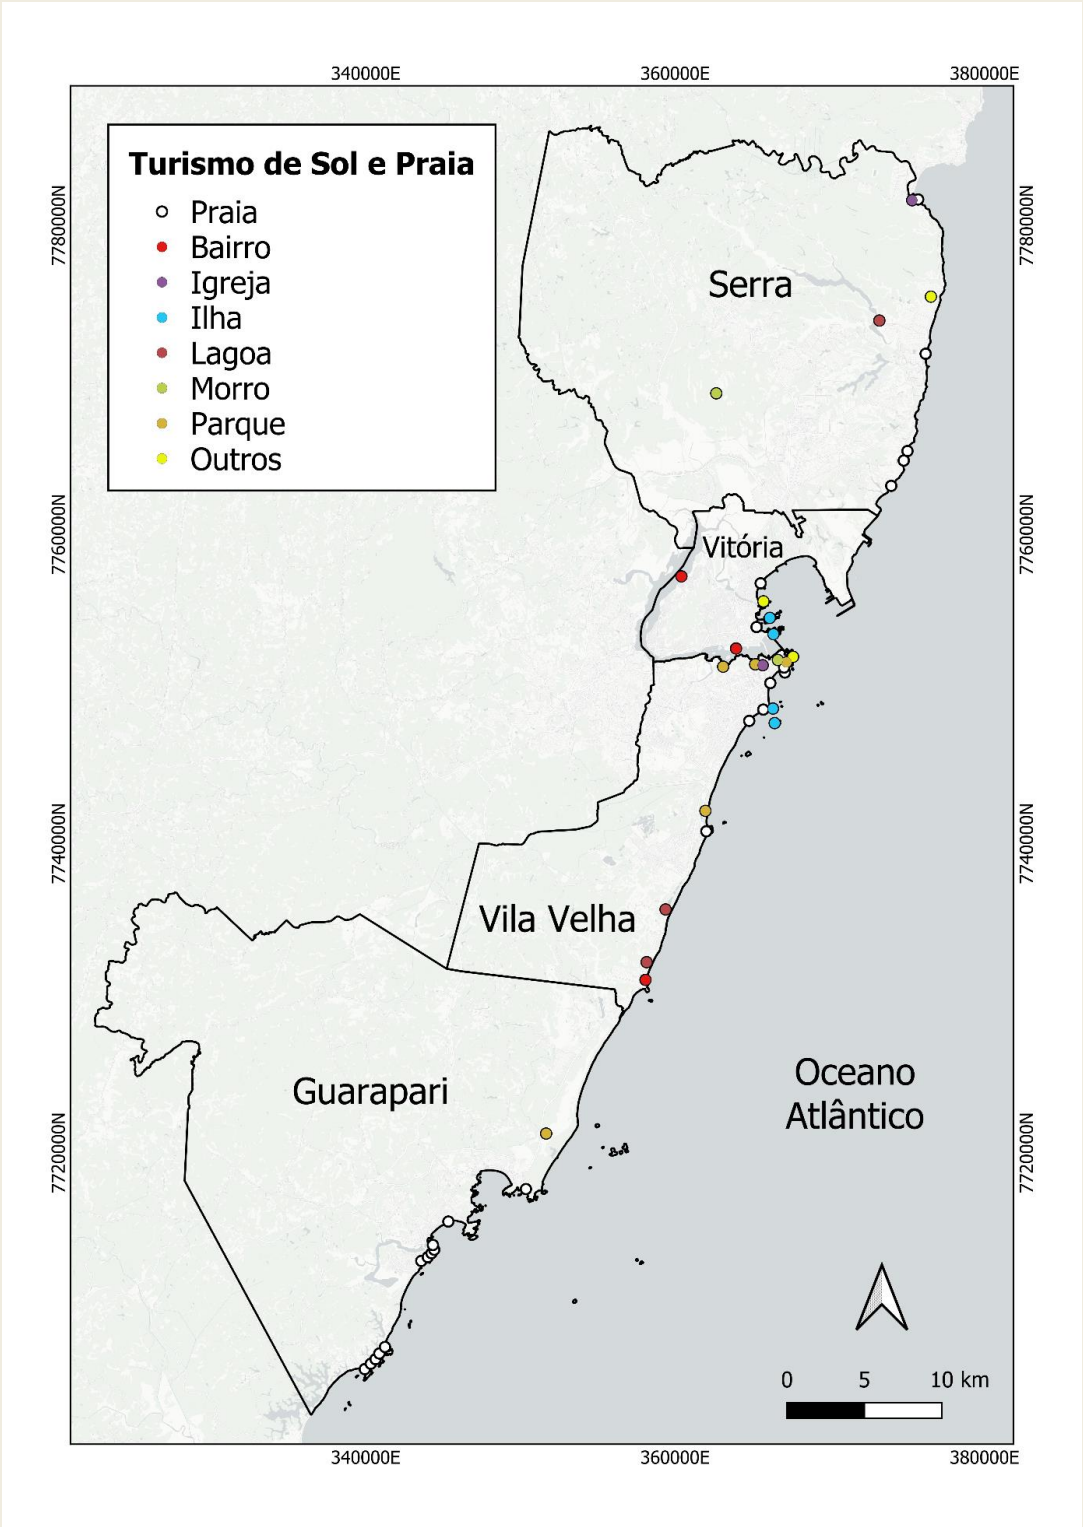 340000E 360000E 380000E
Turismo de Sol e Praia
Praia
Bairro
Igreja
Ilha
Lagoa
Morro
Parque
Outros
7780000N
7780000N
Serra
7760000N
7760000N
Vitória
7740000N
7740000N
Vila Velha
Guarapari
Oceano
Atlântico
7720000N
7720000N
0 5 10 km
340000E 360000E 380000E